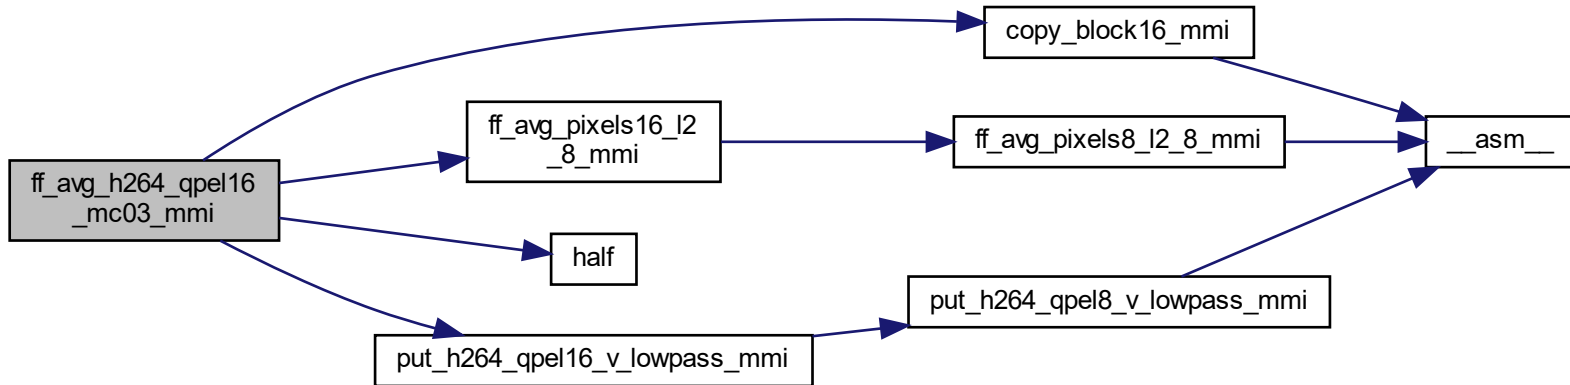 copy_block16_mmi
ff_avg_pixels16_l2
_8_mmi
ff_avg_pixels8_l2_8_mmi
__asm__
ff_avg_h264_qpel16
_mc03_mmi
half
put_h264_qpel8_v_lowpass_mmi
put_h264_qpel16_v_lowpass_mmi